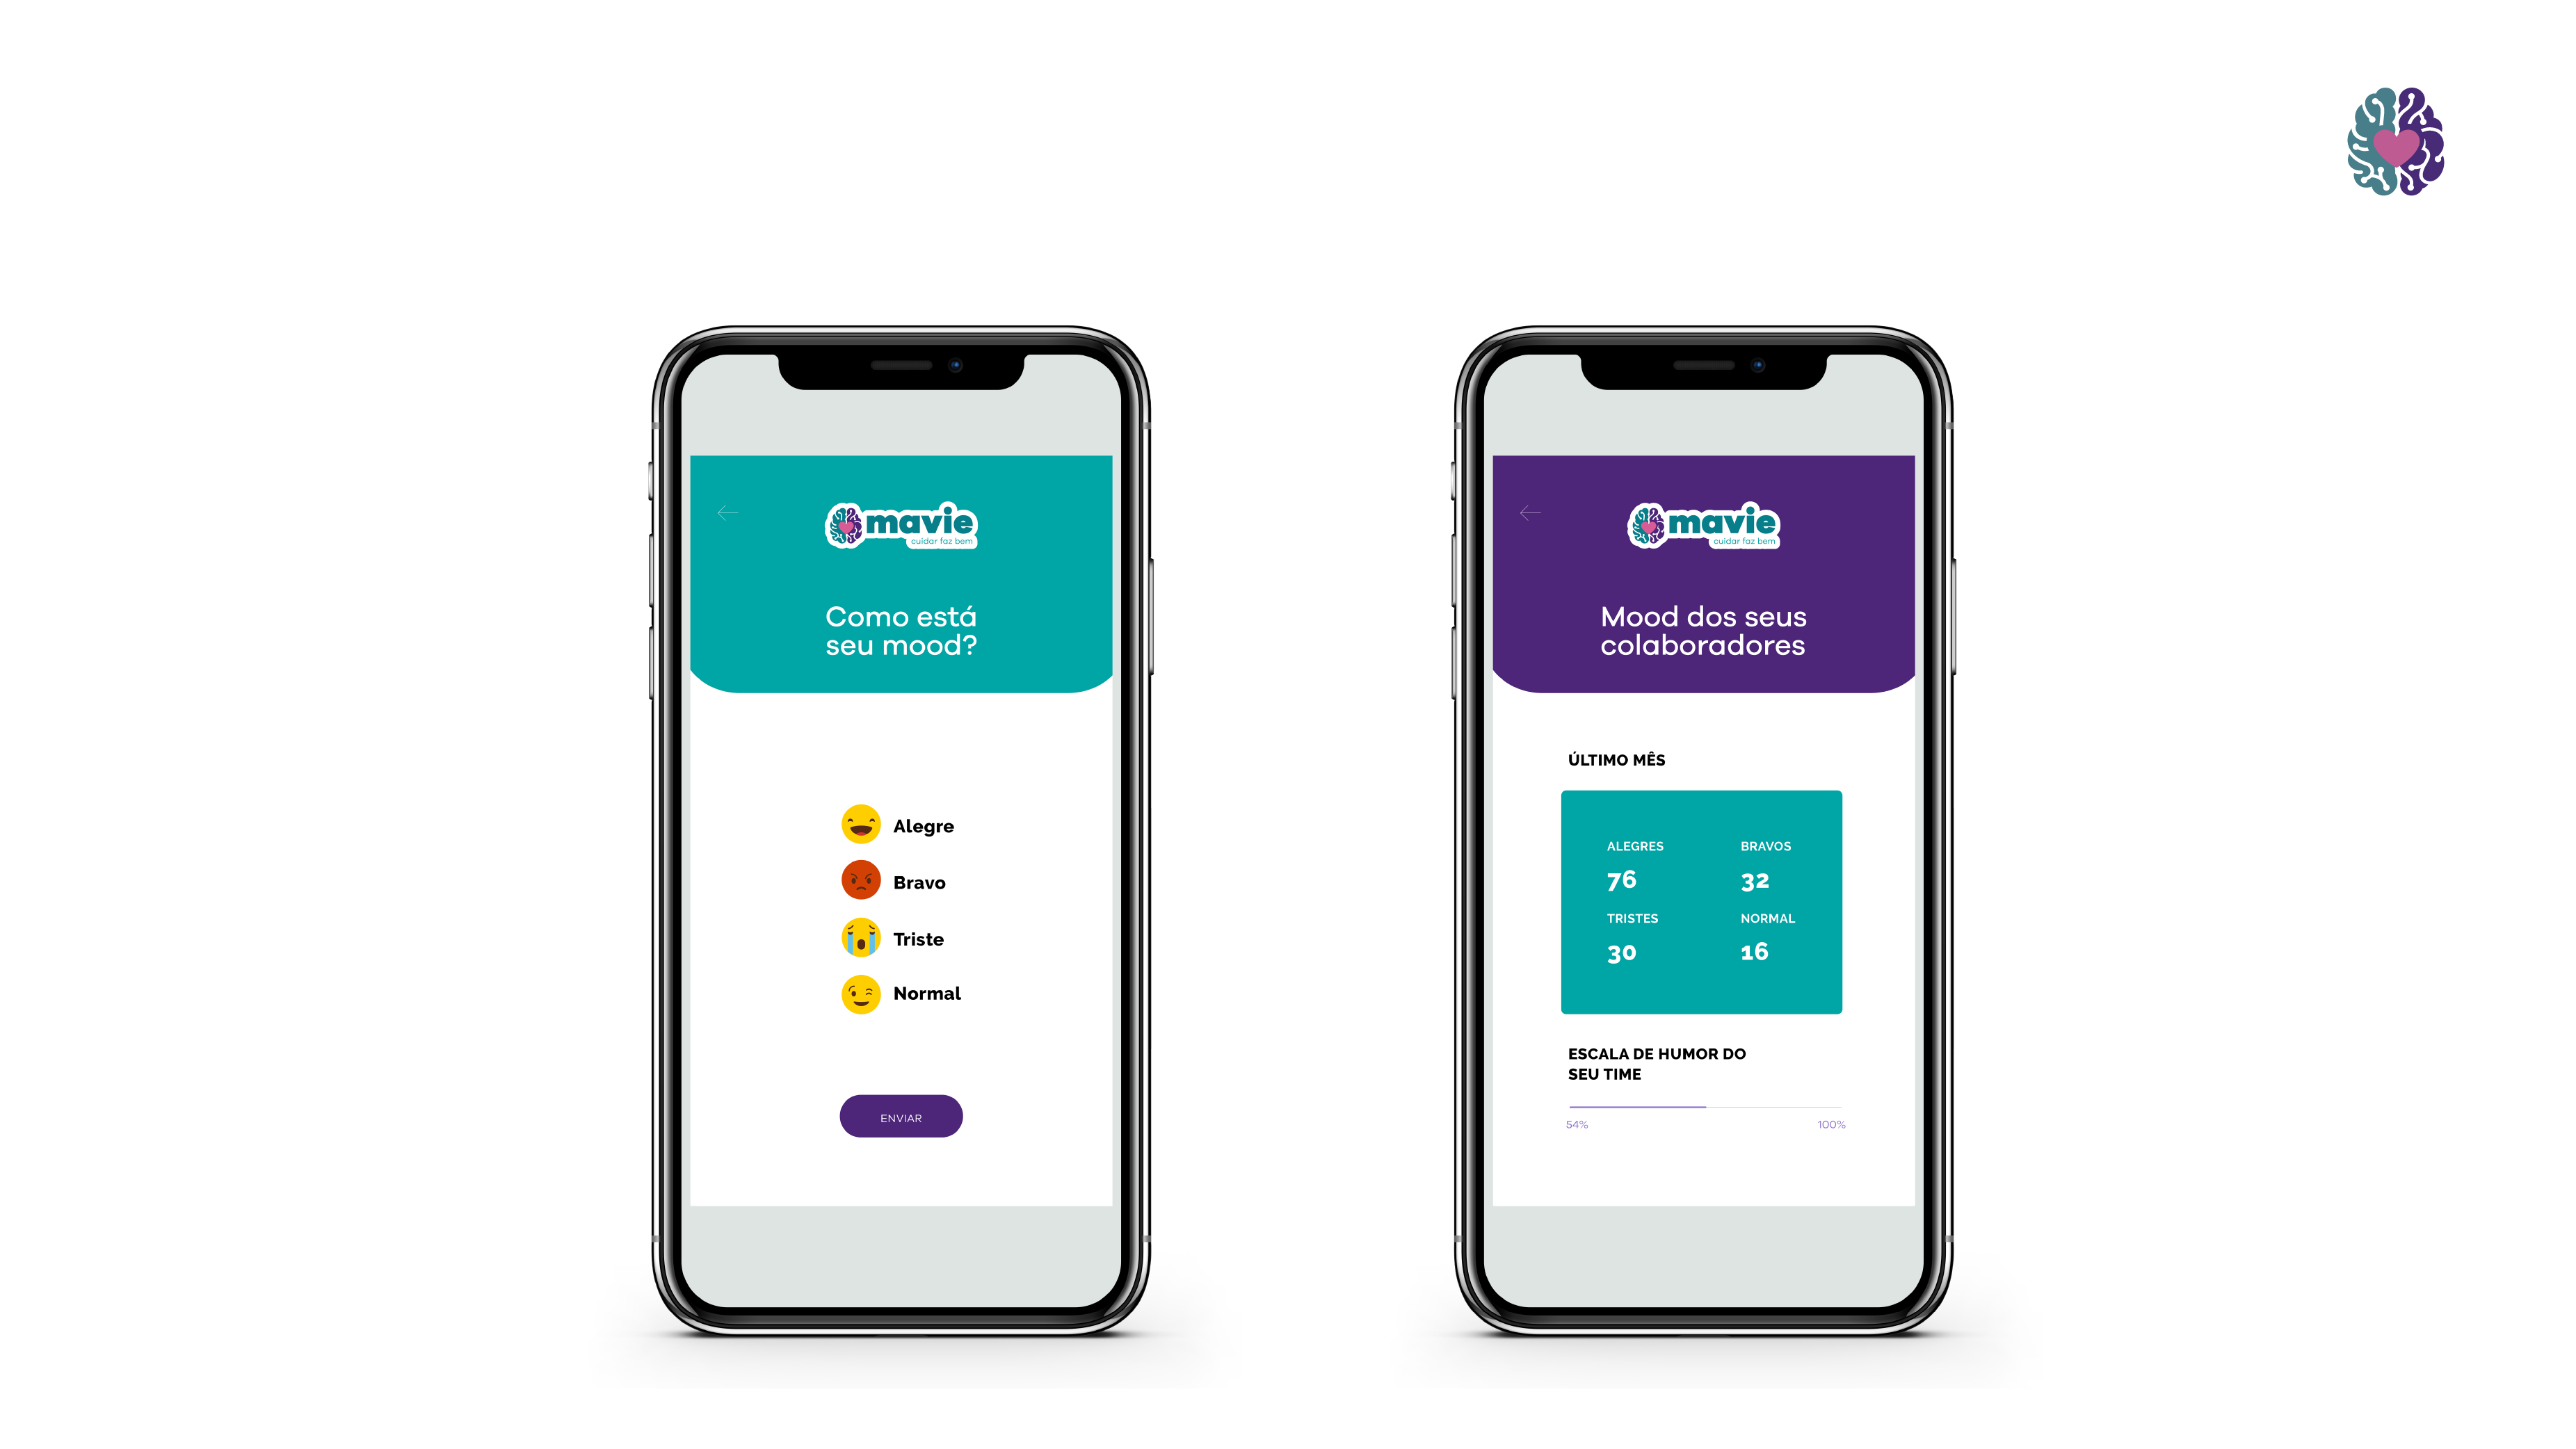 mavie
cuidar faz bem
Como está
seu mood?
Alegre
Bravo
Triste
Normal
ENVIAR
mavie
cuidar faz bem
Mood dos seus
colaboradores
ÚLTIMO MÊS
ALEGRES BRAVOS
76 32
TRISTES NORMAL
30 16
ESCALA DE HUMOR DO
SEU TIME
54% 100%